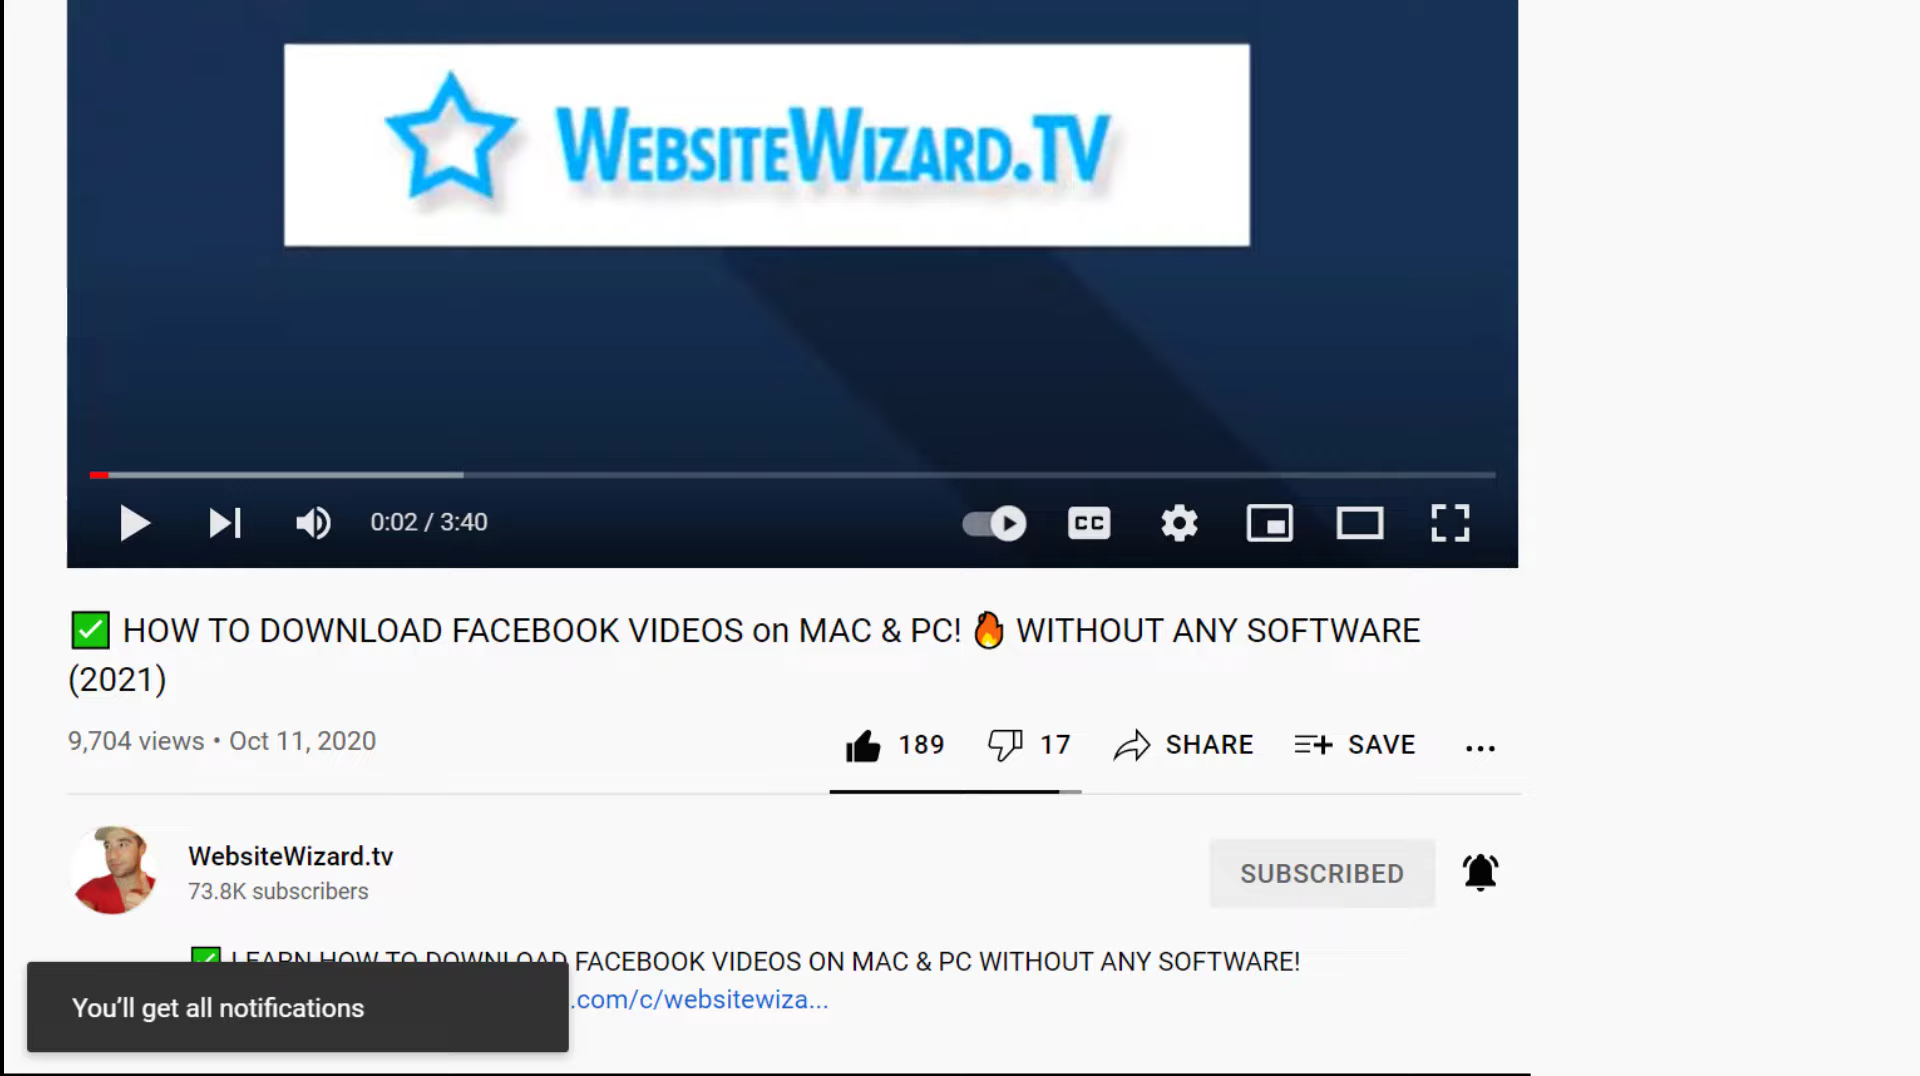 WEBSITEWIZARD.TV
0:02 / 3:40
CC
✅ HOW TO DOWNLOAD FACEBOOK VIDEOS on MAC & PC! 🔥 WITHOUT ANY SOFTWARE
(2021)
9,704 views • Oct 11, 2020
189 17 SHARE SAVE
WebsiteWizard.tv
73.8K subscribers
SUBSCRIBED
✅ LEARN HOW TO DOWNLOAD FACEBOOK VIDEOS ON MAC & PC WITHOUT ANY SOFTWARE!
.com/c/websitewiza...
You’ll get all notifications